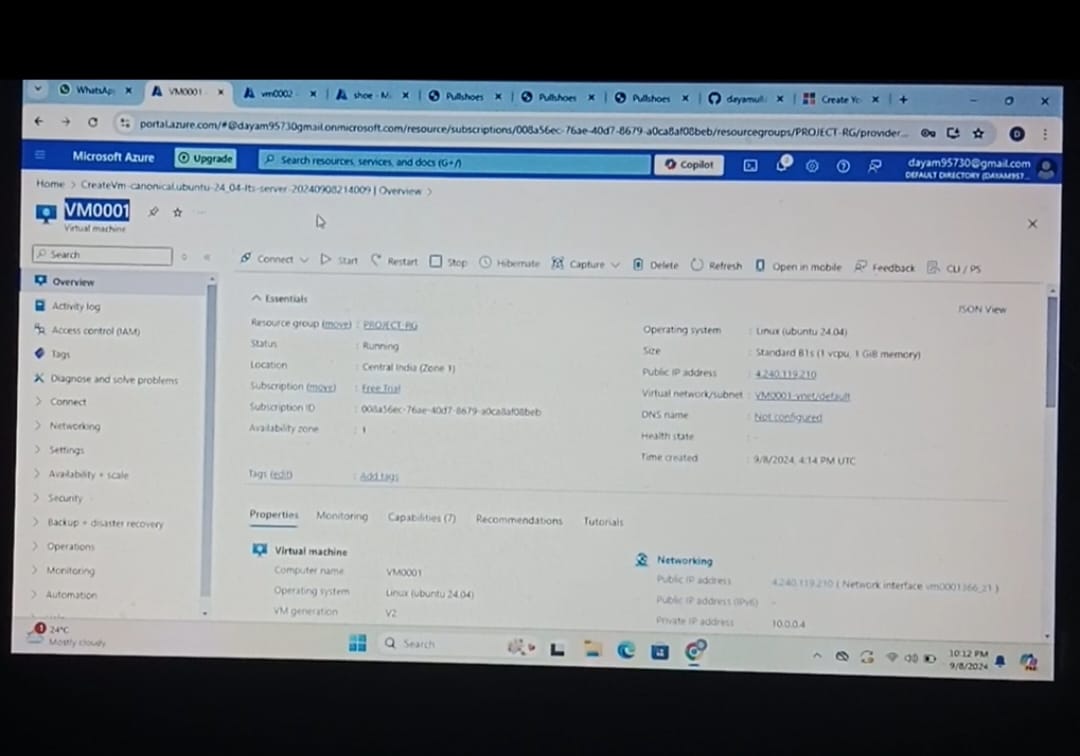 WhatsAp
VM0001
vm0002
shoe - M
Pullshoes
Pullshoes
Pullshoes
dayamull
Create Yo
portal.azure.com/#@dayam95730gmail.onmicrosoft.com/resource/subscriptions/008a56ec-76ae-40d7-8679-a0ca8af08beb/resourcegroups/PROJECT-RG/provider...
Microsoft Azure
Upgrade
Search resources, services, and docs (G+/)
Copilot
dayam95730@gmail.com
DEFAULT DIRECTORY (DAYAM957...
Home > CreateVm-canonical.ubuntu-24_04-lts-server-20240908214009 | Overview >
VM0001
Virtual machine
Search
Connect
Start
Restart
Stop
Hibernate
Capture
Delete
Refresh
Open in mobile
Feedback
CLI / PS
Overview
Activity log
Access control (IAM)
Tags
Diagnose and solve problems
Connect
Networking
Settings
Availability + scale
Security
Backup + disaster recovery
Operations
Monitoring
Automation
Essentials
JSON View
Resource group (move) : PROJECT-RG
Status : Running
Location : Central India (Zone 1)
Subscription (move) : Free Trial
Subscription ID : 008a56ec-76ae-40d7-8679-a0ca8af08beb
Availability zone : 1
Operating system : Linux (ubuntu 24.04)
Size : Standard B1s (1 vcpu, 1 GiB memory)
Public IP address : 4.240.119.210
Virtual network/subnet : VM0001-vnet/default
DNS name : Not configured
Health state : -
Time created : 9/8/2024, 4:14 PM UTC
Tags (edit) : Add tags
Properties
Monitoring
Capabilities (7)
Recommendations
Tutorials
Virtual machine
Computer name VM0001
Operating system Linux (ubuntu 24.04)
VM generation V2
Networking
Public IP address 4.240.119.210 ( Network interface vm0001366_z1 )
Public IP address (IPv6) -
Private IP address 10.0.0.4
1
24°C
Mostly cloudy
Search
10:12 PM
9/8/2024